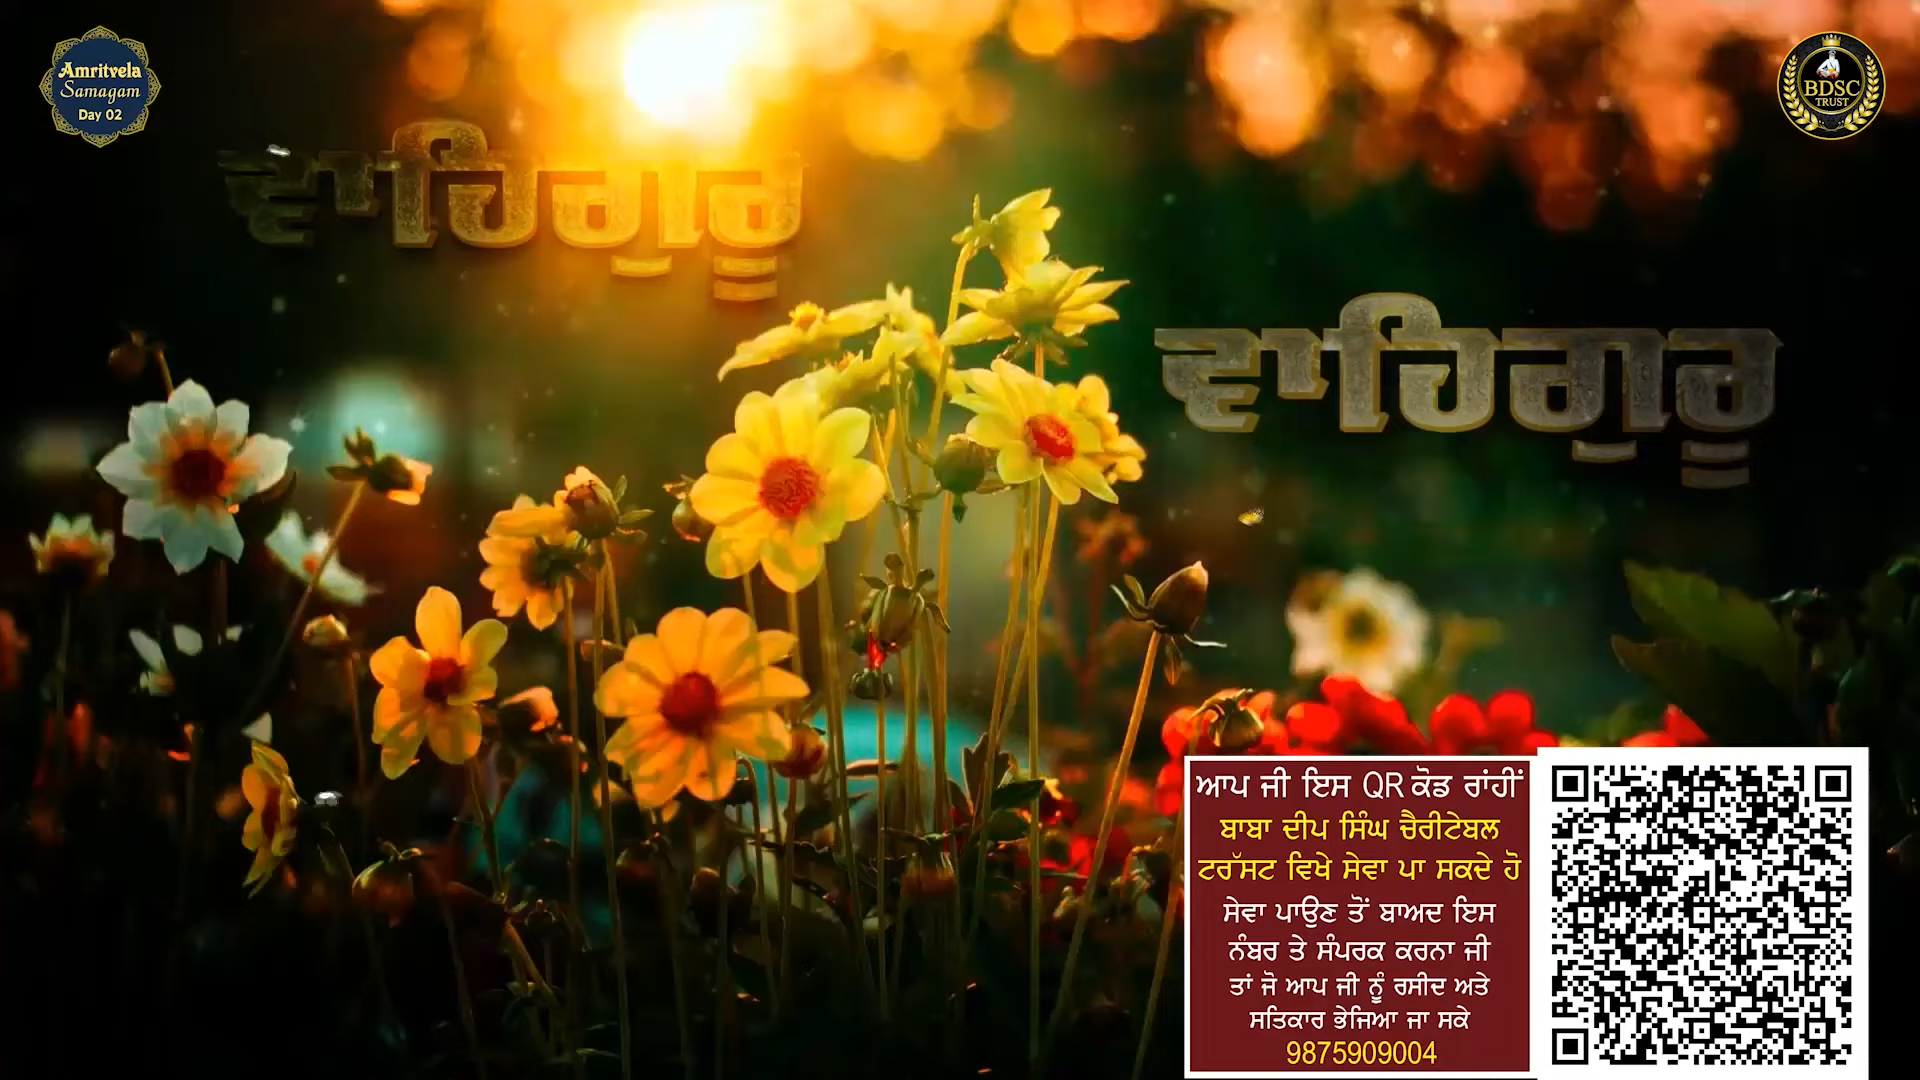 Amritvela
Samagam
Day 02
BDSC
TRUST
ਵਾਹਿਗੁਰੂ
ਵਾਹਿਗੁਰੂ
ਆਪ ਜੀ ਇਸ QR ਕੋਡ ਰਾਂਹੀਂ
ਬਾਬਾ ਦੀਪ ਸਿੰਘ ਚੈਰੀਟੇਬਲ
ਟਰੱਸਟ ਵਿਖੇ ਸੇਵਾ ਪਾ ਸਕਦੇ ਹੋ
ਸੇਵਾ ਪਾਉਣ ਤੋਂ ਬਾਅਦ ਇਸ
ਨੰਬਰ ਤੇ ਸੰਪਰਕ ਕਰਨਾ ਜੀ
ਤਾਂ ਜੋ ਆਪ ਜੀ ਨੂੰ ਰਸੀਦ ਅਤੇ
ਸਤਿਕਾਰ ਭੇਜਿਆ ਜਾ ਸਕੇ
9875909004